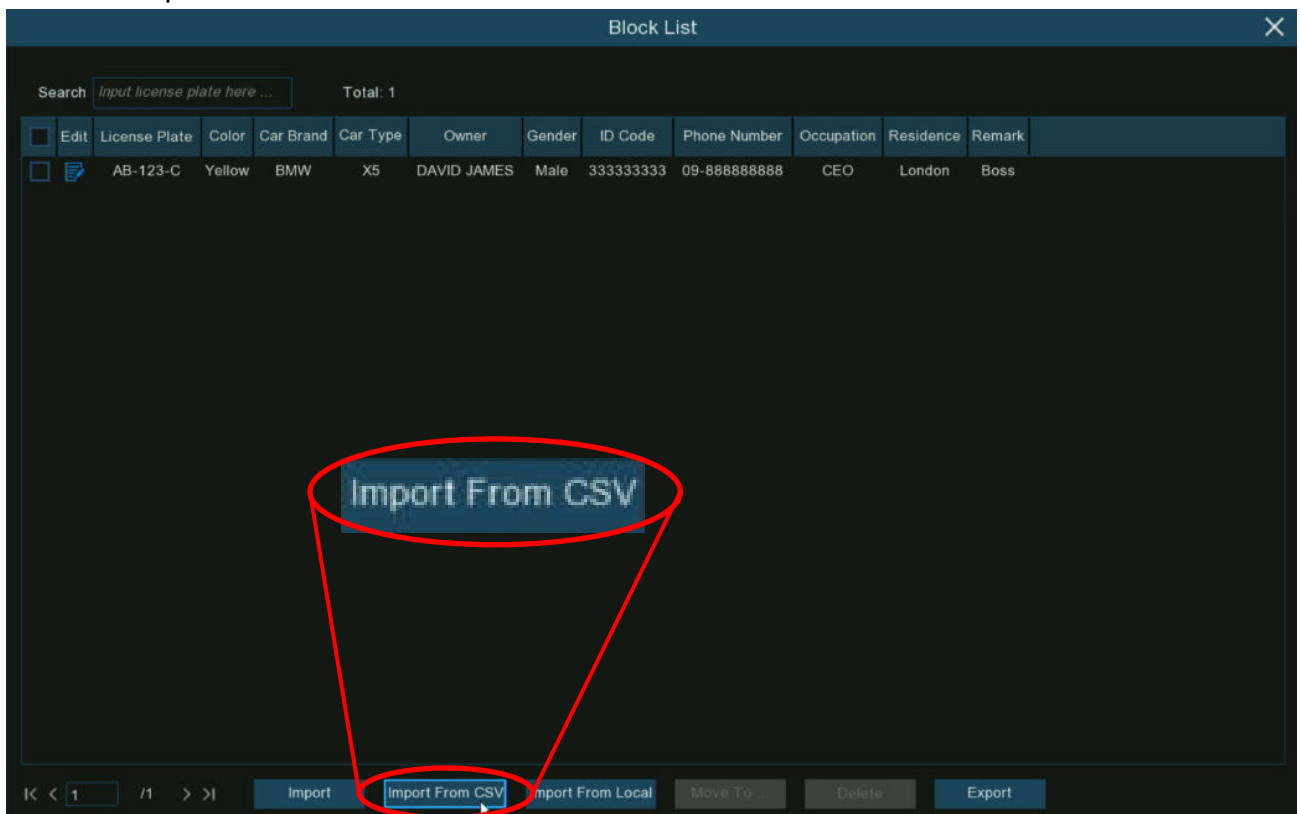 Block List
Search Input license plate here ... Total: 1
Edit License Plate Color Car Brand Car Type Owner Gender ID Code Phone Number Occupation Residence Remark
AB-123-C Yellow BMW X5 DAVID JAMES Male 333333333 09-888888888 CEO London Boss
Import From CSV
1 /1 Import Import From CSV Import From Local Move To ... Delete Export